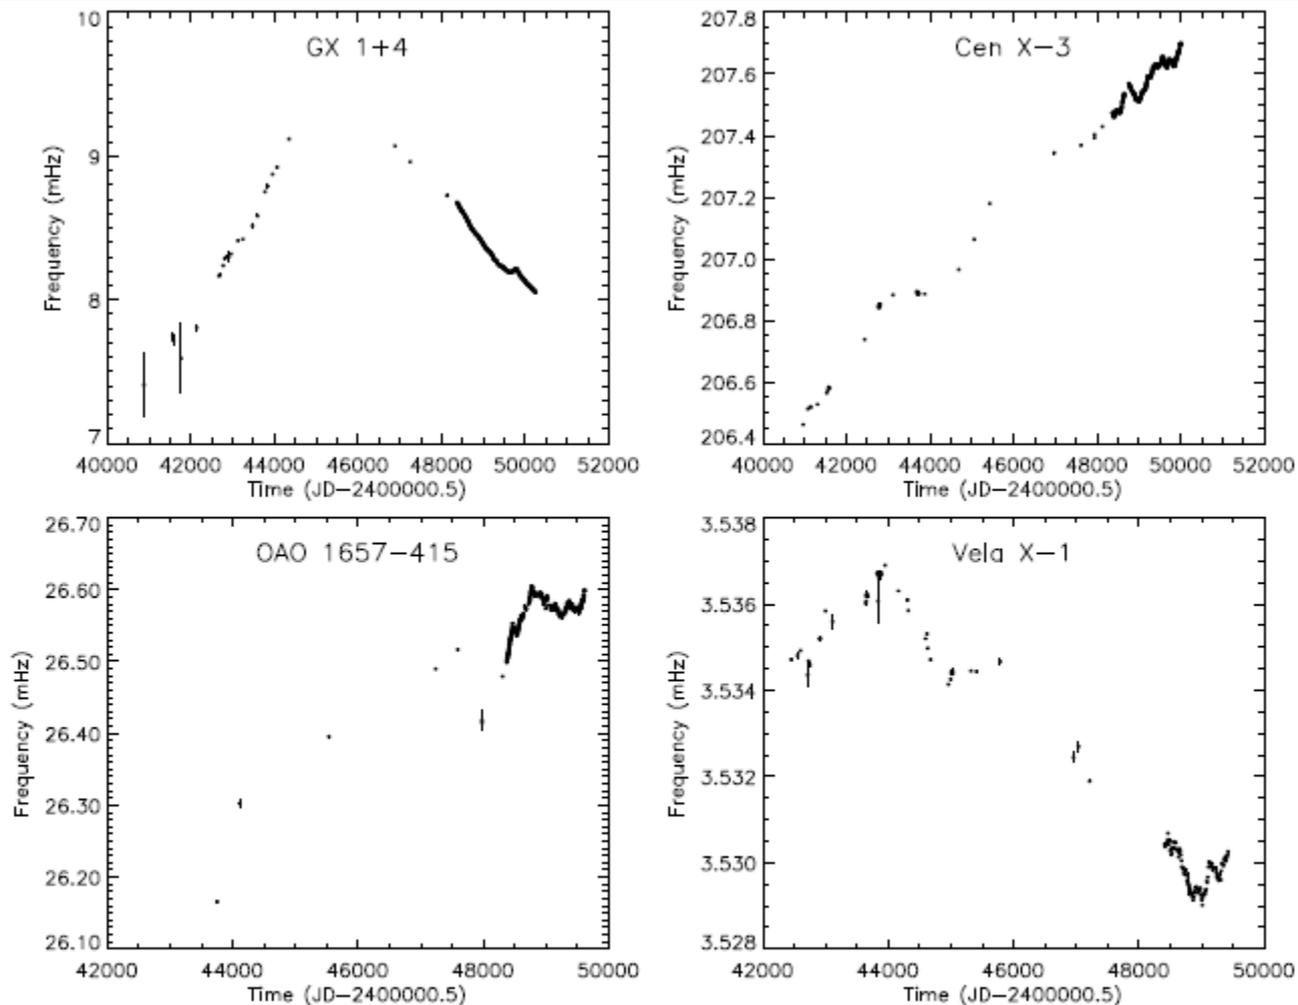 GX 1+4
Frequency (mHz)
10
9
8
7
40000 42000 44000 46000 48000 50000 52000
Time (JD−2400000.5)
Cen X−3
Frequency (mHz)
207.8
207.6
207.4
207.2
207.0
206.8
206.6
206.4
40000 42000 44000 46000 48000 50000 52000
Time (JD−2400000.5)
OAO 1657−415
Frequency (mHz)
26.70
26.60
26.50
26.40
26.30
26.20
26.10
42000 44000 46000 48000 50000
Time (JD−2400000.5)
Vela X−1
Frequency (mHz)
3.538
3.536
3.534
3.532
3.530
3.528
42000 44000 46000 48000 50000
Time (JD−2400000.5)